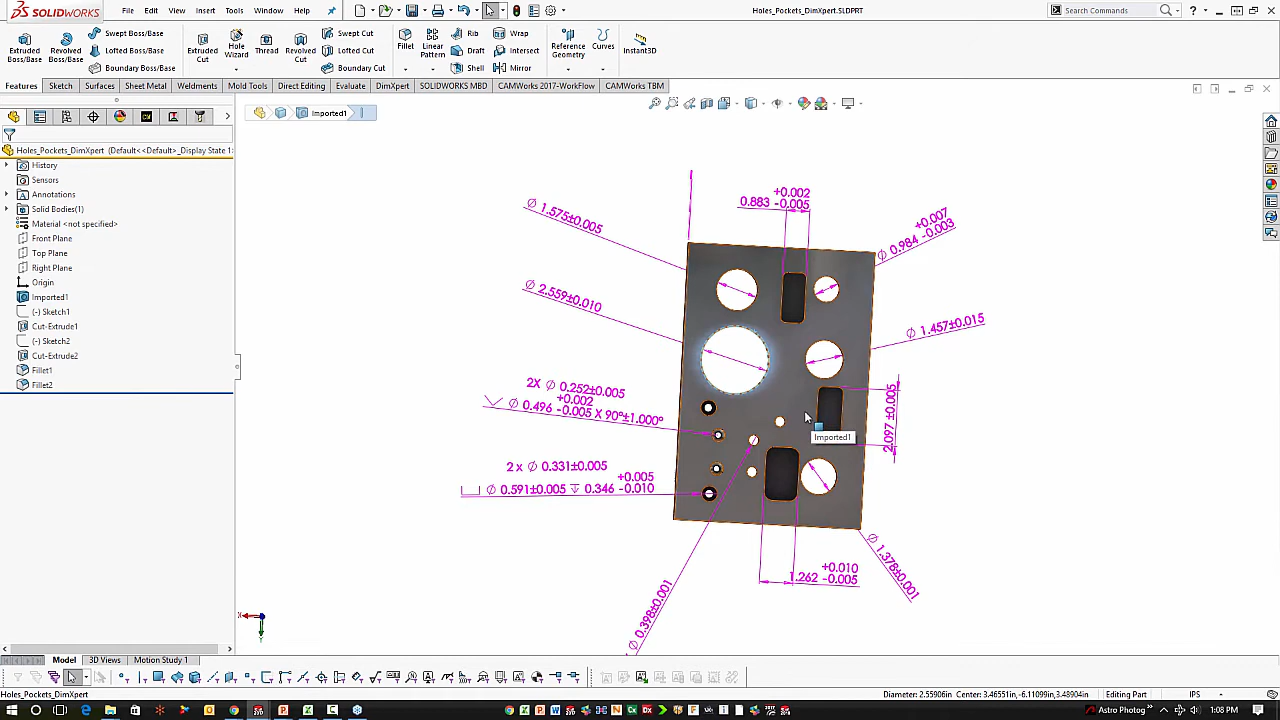 SOLIDWORKS
File Edit View Insert Tools Window Help
Holes_Pockets_DimXpert.SLDPRT
Search Commands
Extruded Boss/Base
Revolved Boss/Base
Swept Boss/Base
Lofted Boss/Base
Boundary Boss/Base
Extruded Cut
Hole Wizard
Thread
Revolved Cut
Swept Cut
Lofted Cut
Boundary Cut
Fillet
Linear Pattern
Rib
Draft
Shell
Wrap
Intersect
Mirror
Reference Geometry
Curves
Instant3D
Features Sketch Surfaces Sheet Metal Weldments Mold Tools Direct Editing Evaluate DimXpert SOLIDWORKS MBD CAMWorks 2017-WorkFlow CAMWorks TBM
Imported1
Holes_Pockets_DimXpert (Default<<Default>_Display State 1
History
Sensors
Annotations
Solid Bodies(1)
Material <not specified>
Front Plane
Top Plane
Right Plane
Origin
Imported1
(-) Sketch1
Cut-Extrude1
(-) Sketch2
Cut-Extrude2
Fillet1
Fillet2
+0.002
0.883 -0.005
∅ 1.575±0.005
+0.007
∅ 0.984 -0.003
∅ 2.559±0.010
∅ 1.457±0.015
2X ∅ 0.252±0.005
+0.002
∅ 0.496 -0.005 X 90°±1.000°
2.097 ±0.005
Imported1
2 x ∅ 0.331±0.005
+0.005
∅ 0.591±0.005 ↧ 0.346 -0.010
+0.010
1.262 -0.005
∅ 1.378±0.001
∅ 0.398±0.001
Model 3D Views Motion Study 1
Holes_Pockets_DimXpert
Diameter: 2.55906in Center: 3.46551in,-6.11099in,3.48904in Editing Part IPS
Astro Photog
1:08 PM